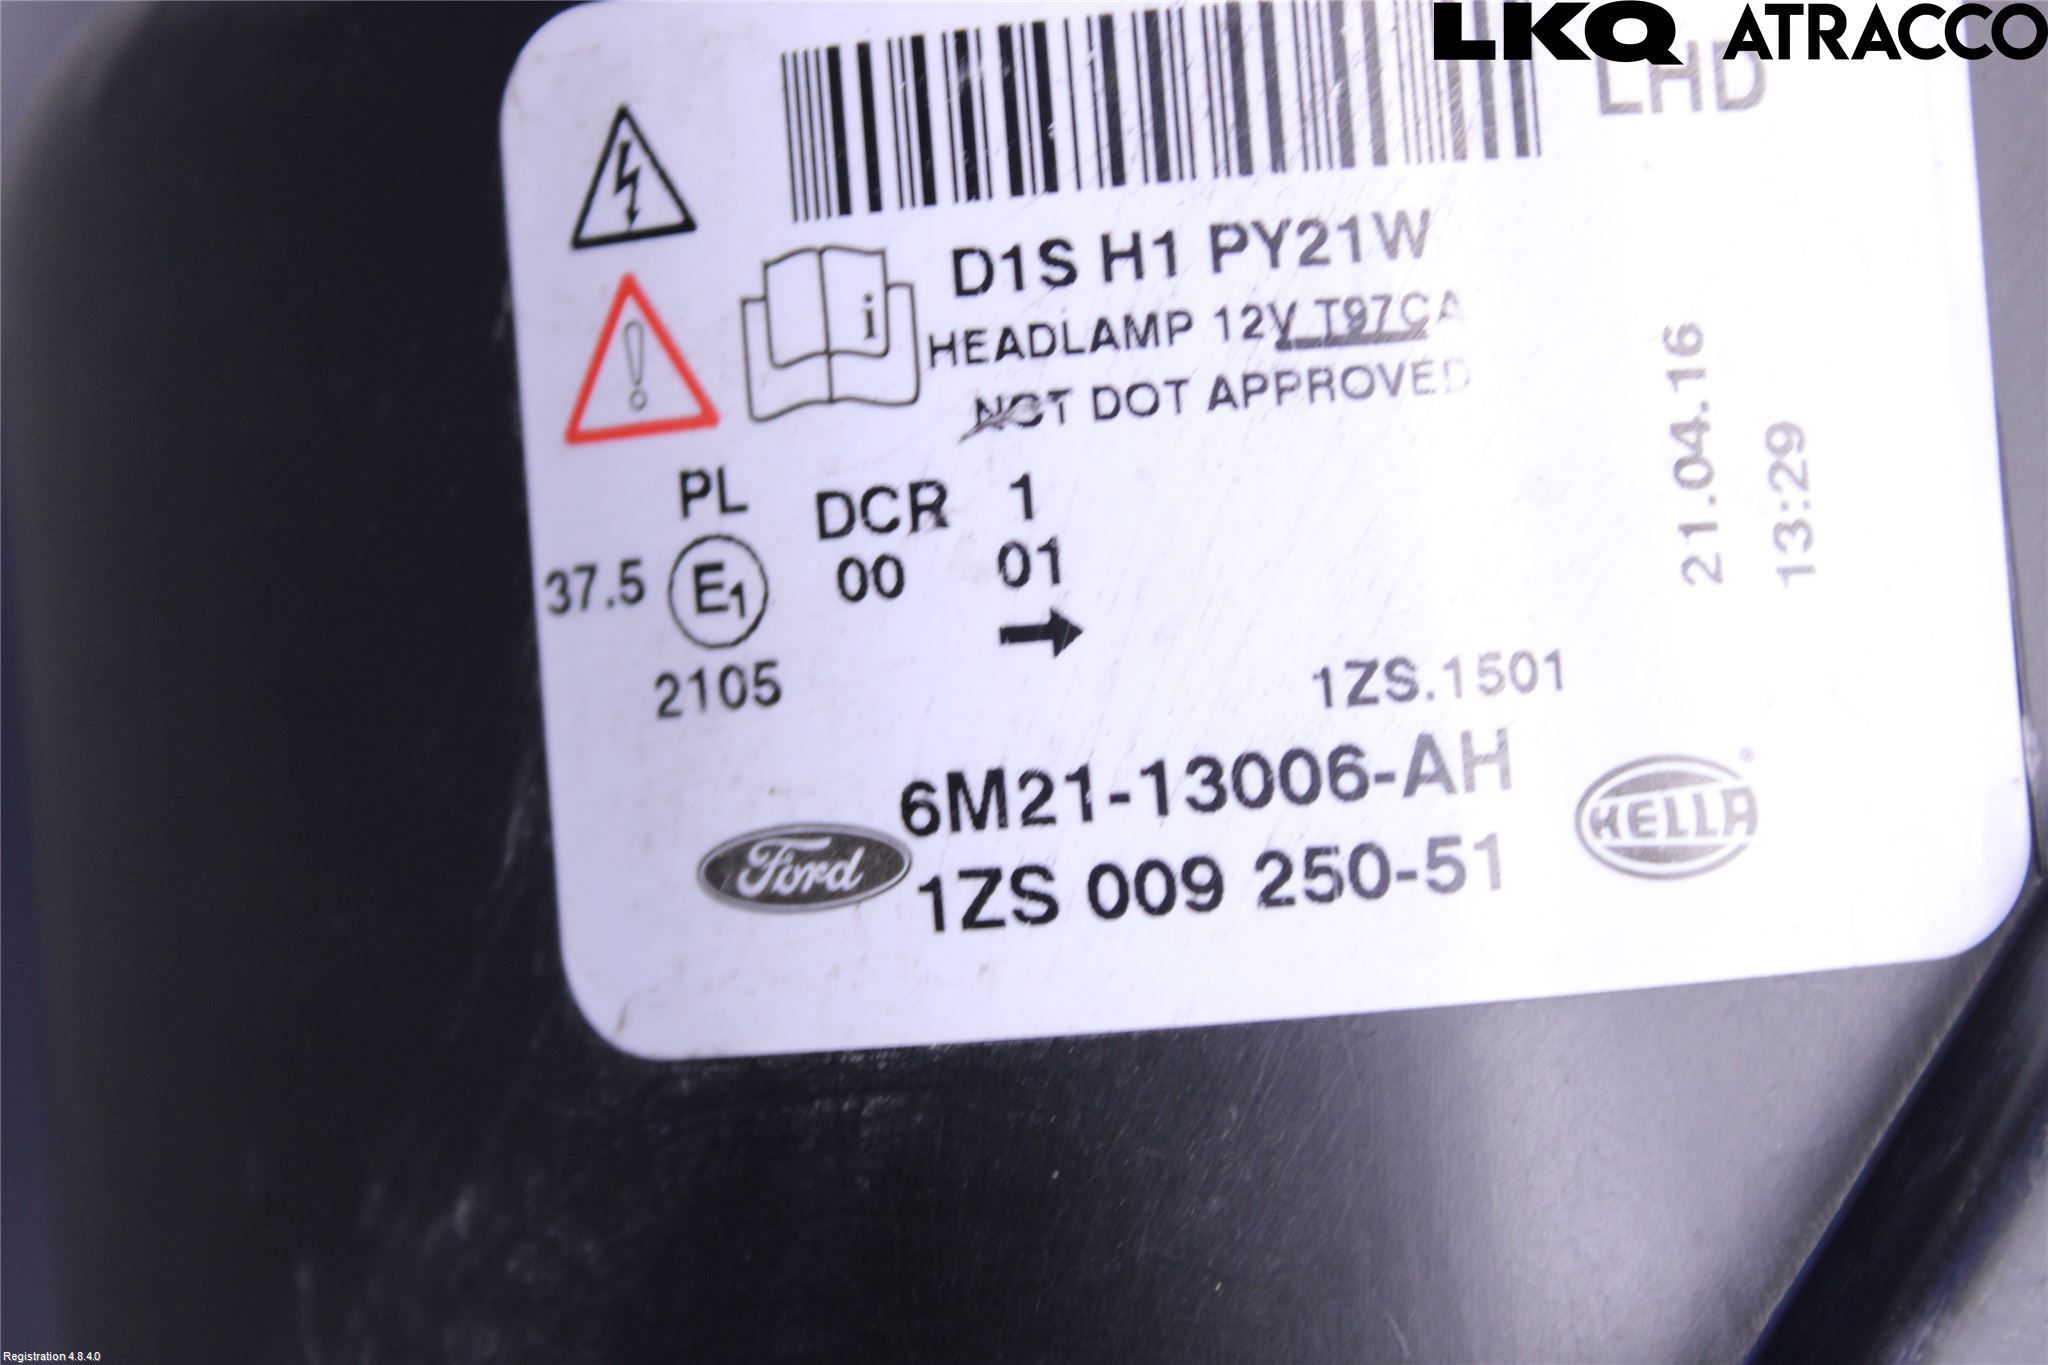 LKQ ATRACCO
LHD
D1S H1 PY21W
i
HEADLAMP 12V T97CA
NOT DOT APPROVED
21.04.16
13:29
PL DCR 1
37.5 E1 00 01
2105
1ZS.1501
6M21-13006-AH
Ford
1ZS 009 250-51
HELLA
Registration 4.8.4.0